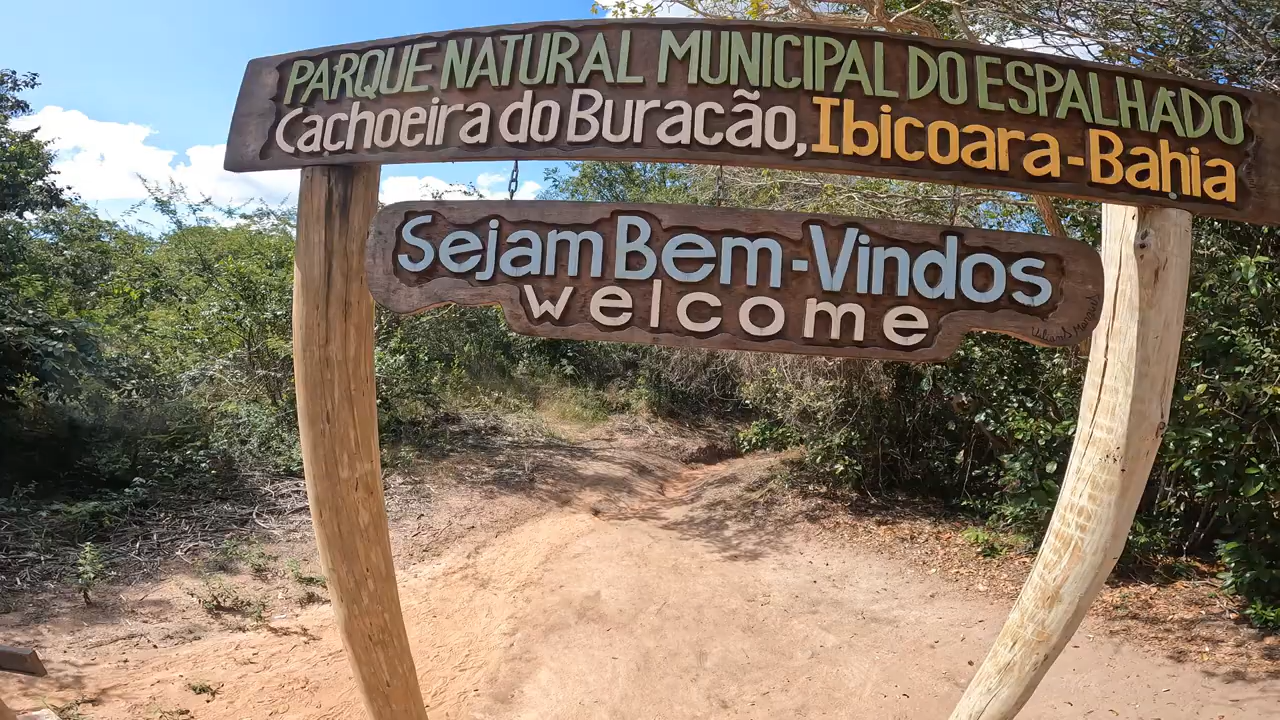 PARQUE NATURAL MUNICIPAL DO ESPALHADO
Cachoeira do Buracão, Ibicoara-Bahia
Sejam Bem-Vindos
welcome